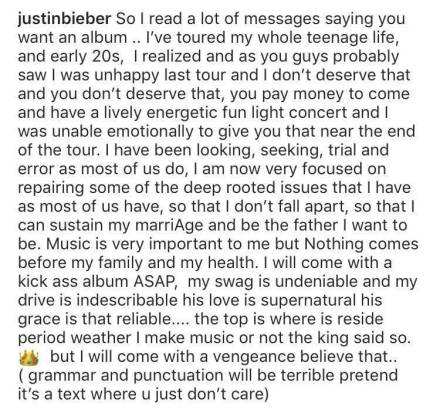 justinbieber So I read a lot of messages saying you
want an album .. I've toured my whole teenage life,
and early 20s,  I realized and as you guys probably
saw I was unhappy last tour and I don't deserve that
and you don't deserve that, you pay money to come
and have a lively energetic fun light concert and I
was unable emotionally to give you that near the end
of the tour. I have been looking, seeking, trial and
error as most of us do, I am now very focused on
repairing some of the deep rooted issues that I have
as most of us have, so that I don't fall apart, so that I
can sustain my marriAge and be the father I want to
be. Music is very important to me but Nothing comes
before my family and my health. I will come with a
kick ass album ASAP,  my swag is undeniable and my
drive is indescribable his love is supernatural his
grace is that reliable.... the top is where is reside
period weather I make music or not the king said so.
👑  but I will come with a vengeance believe that..
( grammar and punctuation will be terrible pretend
it's a text where u just don't care)